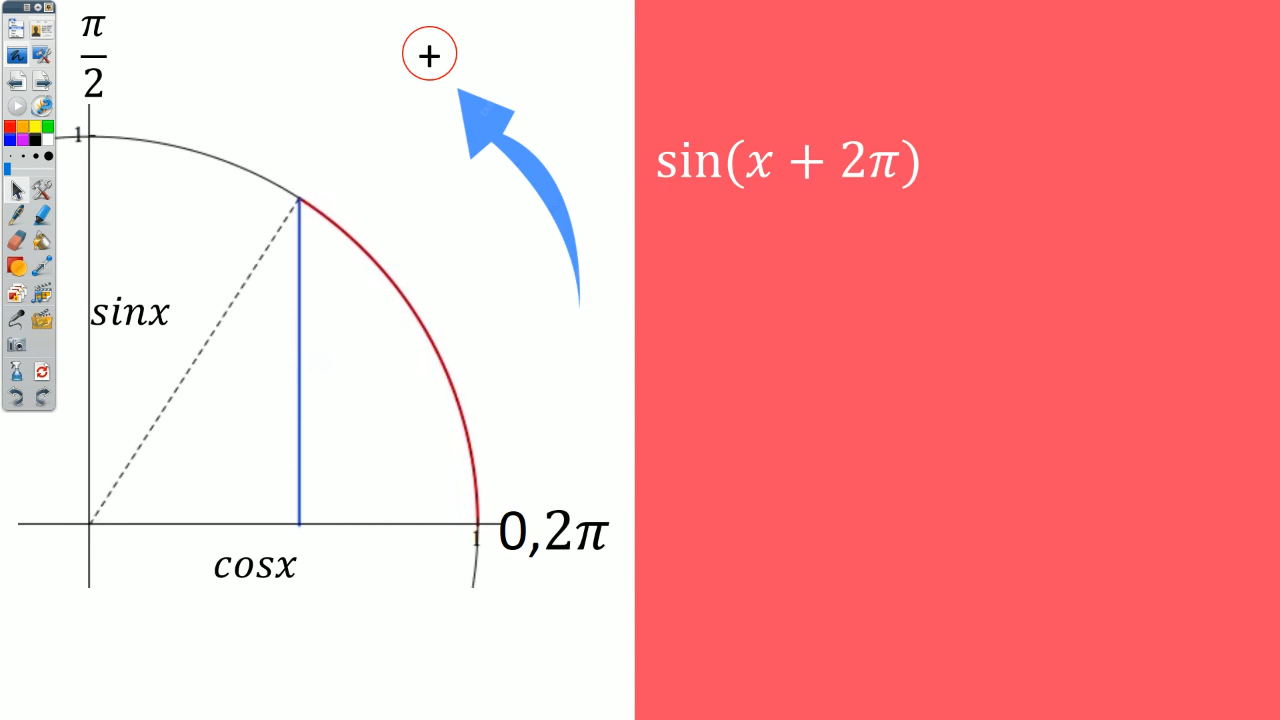 π/2
+
1
sin(x + 2π)
sinx
1
0,2π
cosx